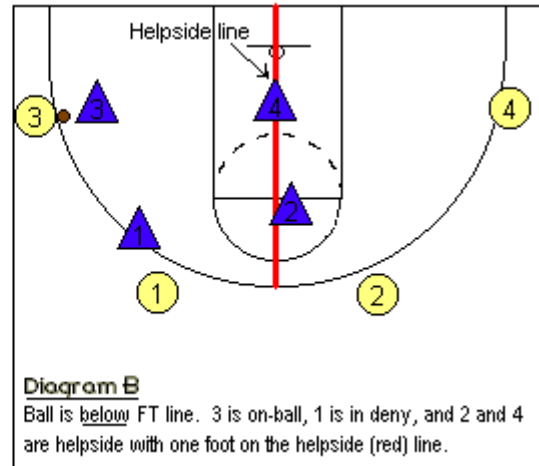 Helpside line
3
3
4
4
2
1
1
2
Diagram B
Ball is below FT line. 3 is on-ball, 1 is in deny, and 2 and 4
are helpside with one foot on the helpside (red) line.